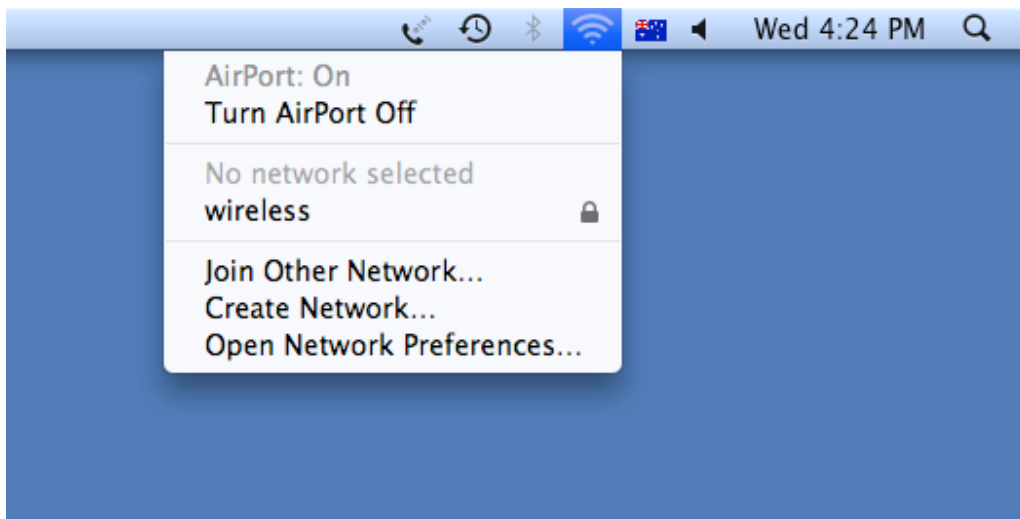 Wed 4:24 PM
AirPort: On
Turn AirPort Off
No network selected
wireless
Join Other Network...
Create Network...
Open Network Preferences...